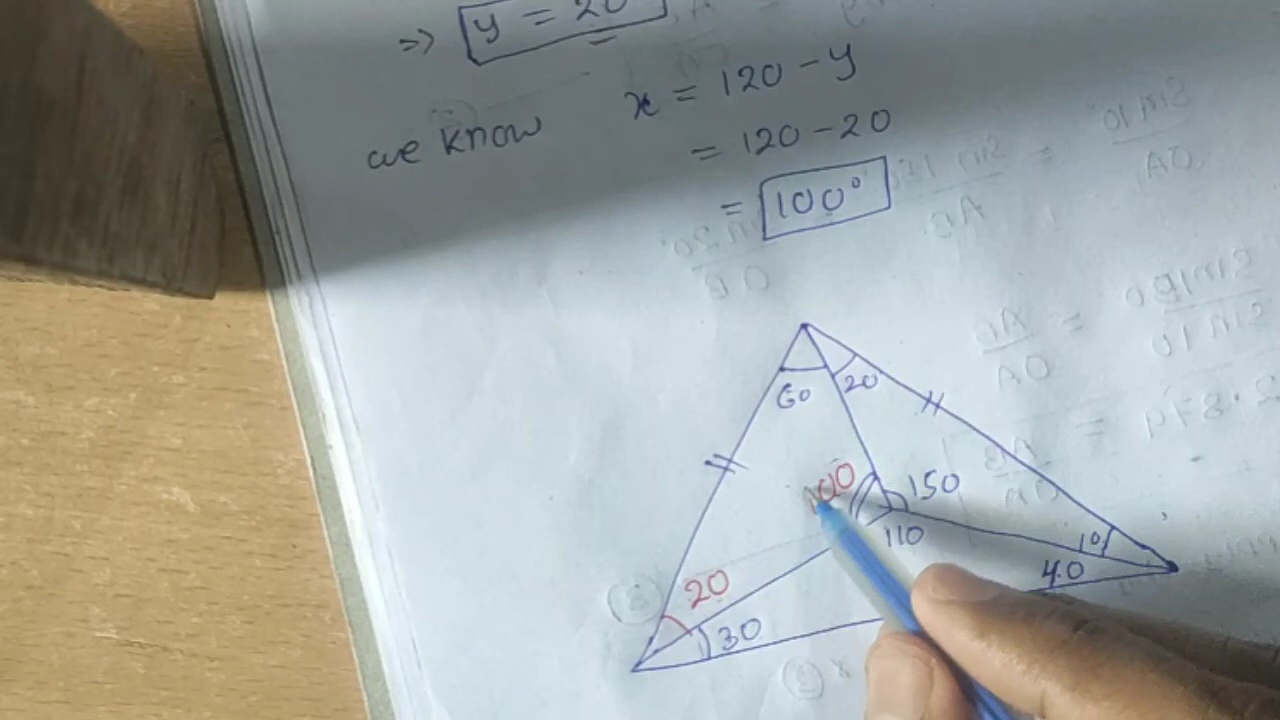 => y = 20
we know x = 120 - y
= 120 - 20
= 100°
60 20
100 150
110 10
40
20
30